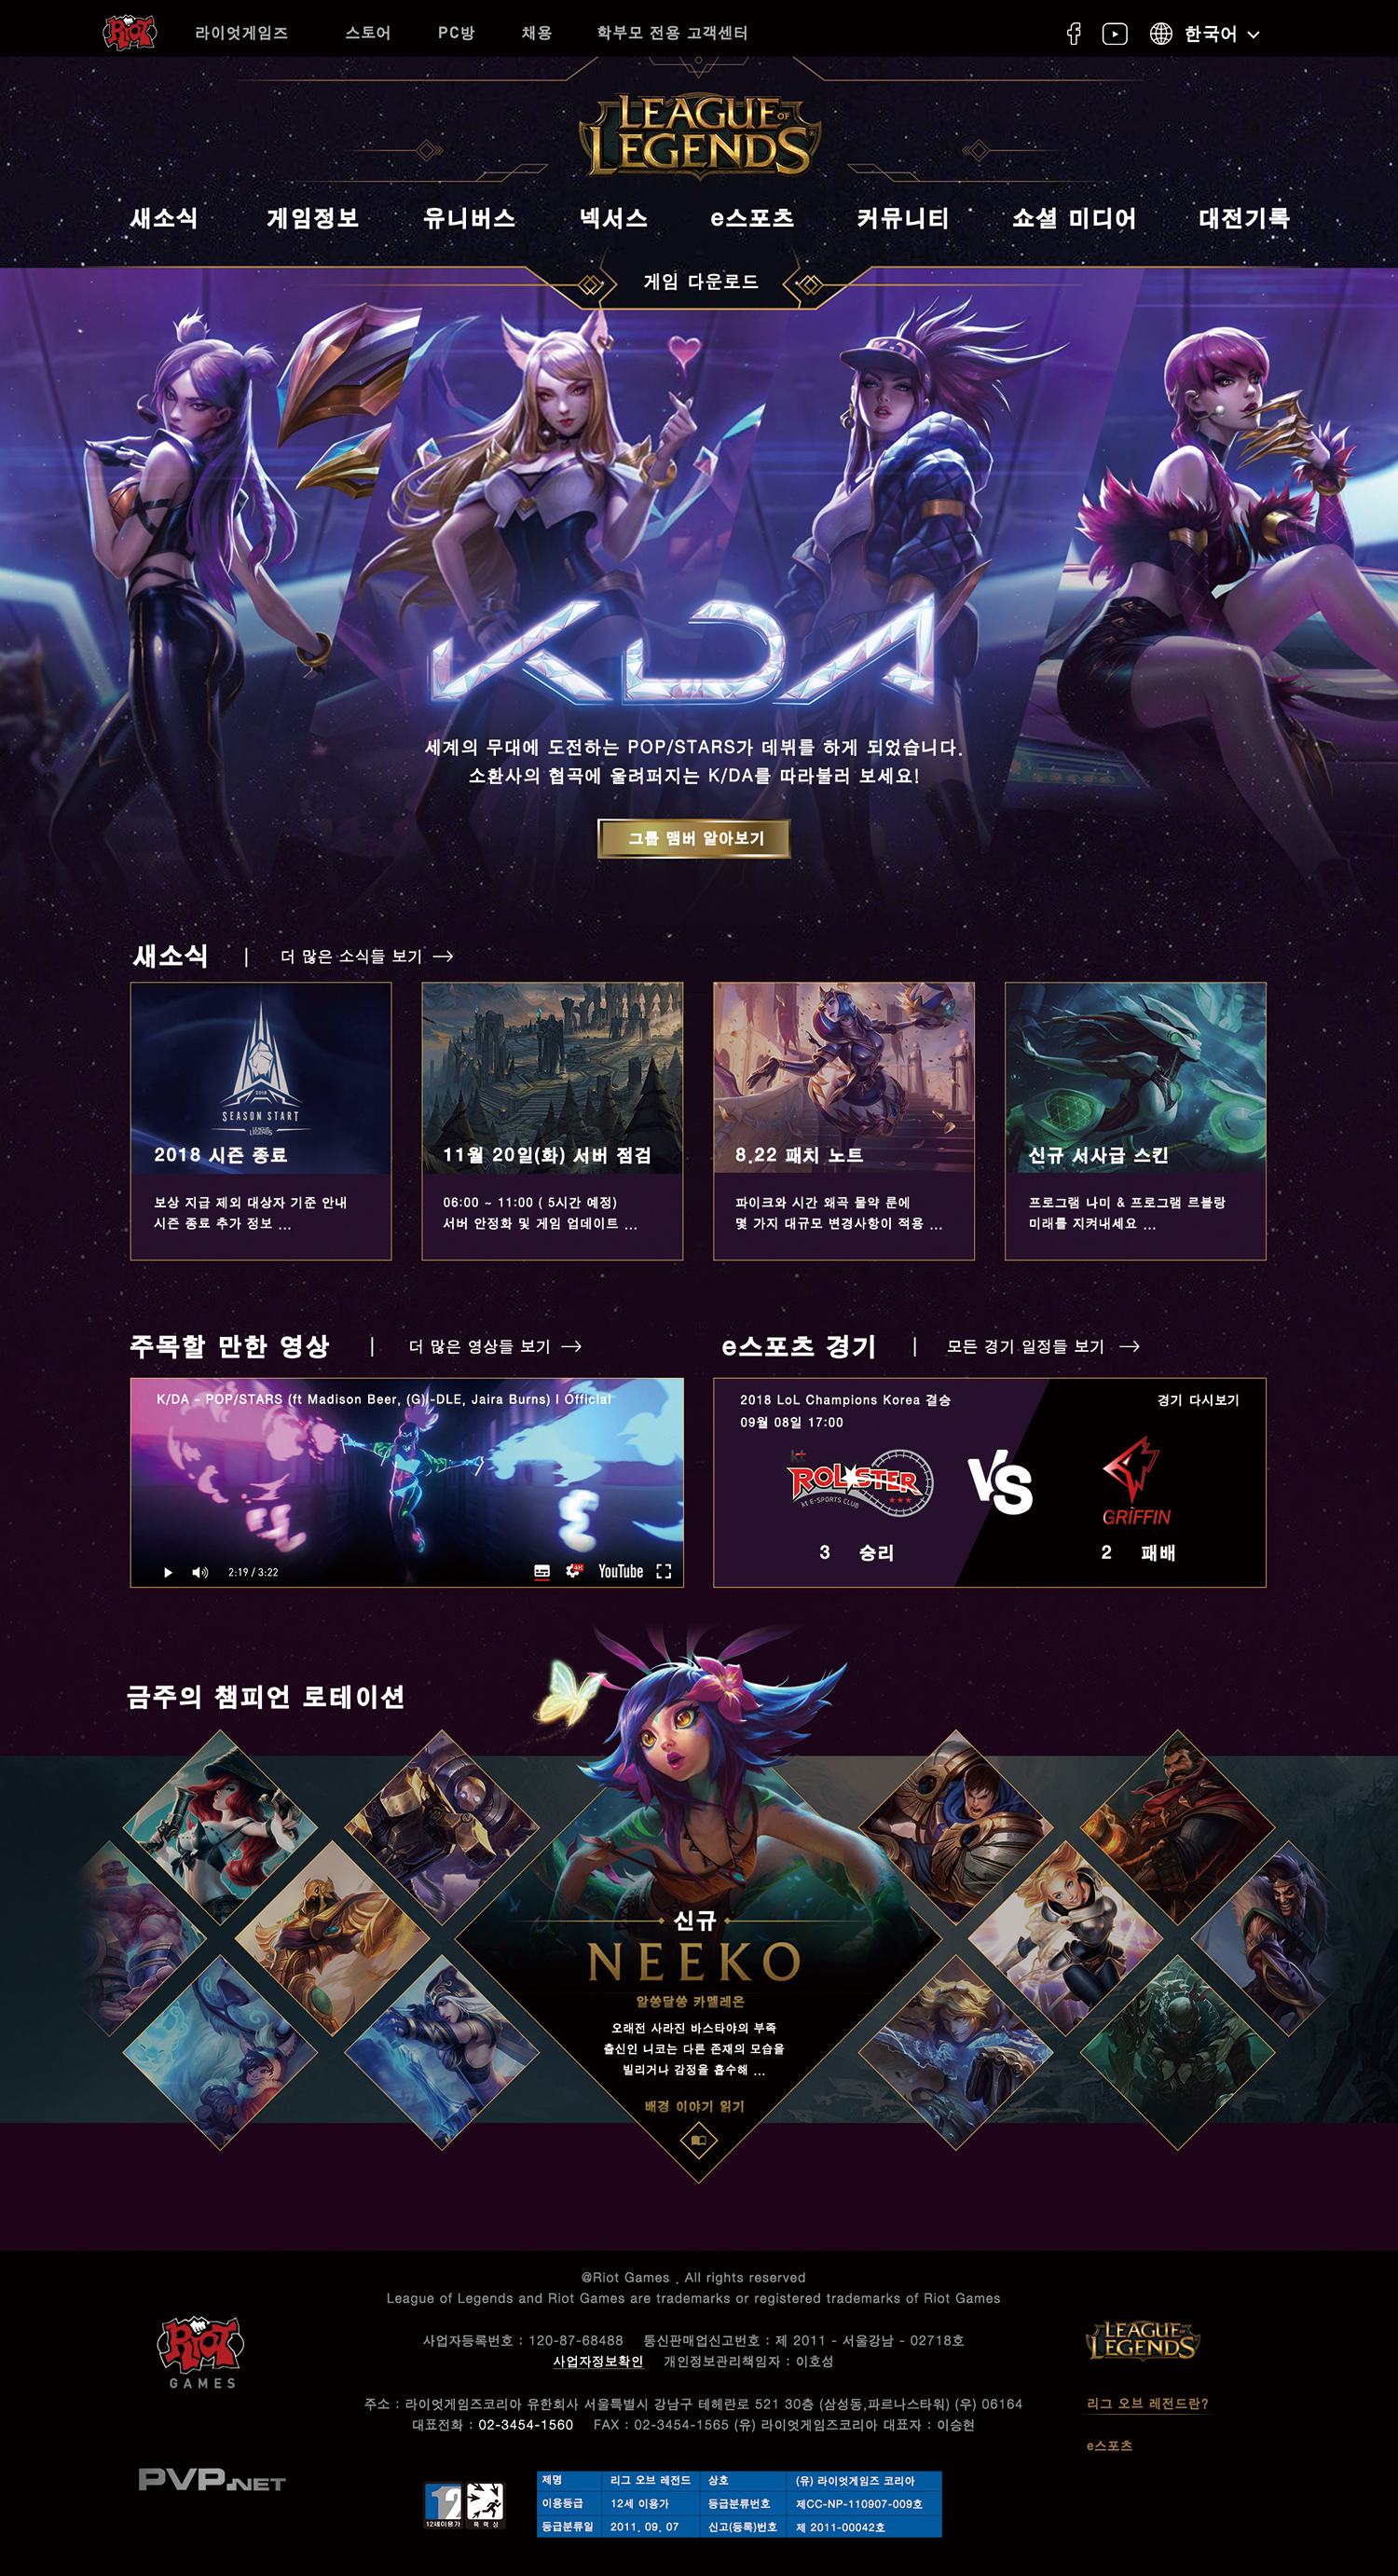 RIOT
라이엇게임즈 스토어 PC방 채용 학부모 전용 고객센터
한국어
LEAGUE OF LEGENDS
새소식 게임정보 유니버스 넥서스 e스포츠 커뮤니티 쇼셜 미디어 대전기록
게임 다운로드
K/DA
세계의 무대에 도전하는 POP/STARS가 데뷔를 하게 되었습니다.
소환사의 협곡에 울려퍼지는 K/DA를 따라불러 보세요!
그룹 맴버 알아보기
새소식 | 더 많은 소식들 보기
2018
SEASON START
LEAGUE OF LEGENDS
2018 시즌 종료
보상 지급 제외 대상자 기준 안내
시즌 종료 추가 정보 ...
11월 20일(화) 서버 점검
06:00 ~ 11:00 ( 5시간 예정)
서버 안정화 및 게임 업데이트 ...
8.22 패치 노트
파이크와 시간 왜곡 물약 룬에
몇 가지 대규모 변경사항이 적용 ...
신규 서사급 스킨
프로그램 나미 & 프로그램 르블랑
미래를 지켜내세요 ...
주목할 만한 영상 | 더 많은 영상들 보기
K/DA - POP/STARS (ft Madison Beer, (G)I-DLE, Jaira Burns) l Official
2:19 / 3:22
YouTube
e스포츠 경기 | 모든 경기 일정들 보기
2018 LoL Champions Korea 결승
09월 08일 17:00
경기 다시보기
kt
ROLSTER
kt E-SPORTS CLUB
VS
GRIFFIN
3 승리
2 패배
금주의 챔피언 로테이션
신규
NEEKO
알쏭달쏭 카멜레온
오래전 사라진 바스타야의 부족
출신인 니코는 다른 존재의 모습을
빌리거나 감정을 흡수해 ...
배경 이야기 읽기
@Riot Games . All rights reserved
League of Legends and Riot Games are trademarks or registered trademarks of Riot Games
RIOT
GAMES
사업자등록번호 : 120-87-68488 통신판매업신고번호 : 제 2011 - 서울강남 - 02718호
사업자정보확인 개인정보관리책임자 : 이호성
주소 : 라이엇게임즈코리아 유한회사 서울특별시 강남구 테헤란로 521 30층 (삼성동,파르나스타워) (우) 06164
대표전화 : 02-3454-1560 FAX : 02-3454-1565 (유) 라이엇게임즈코리아 대표자 : 이승현
LEAGUE OF LEGENDS
리그 오브 레전드란?
e스포츠
PVP.NET
12
12세이용가
폭력성
제명 리그 오브 레전드 상호 (유) 라이엇게임즈 코리아
이용등급 12세 이용가 등급분류번호 제CC-NP-110907-009호
등급분류일 2011. 09. 07 신고(등록)번호 제 2011-00042호